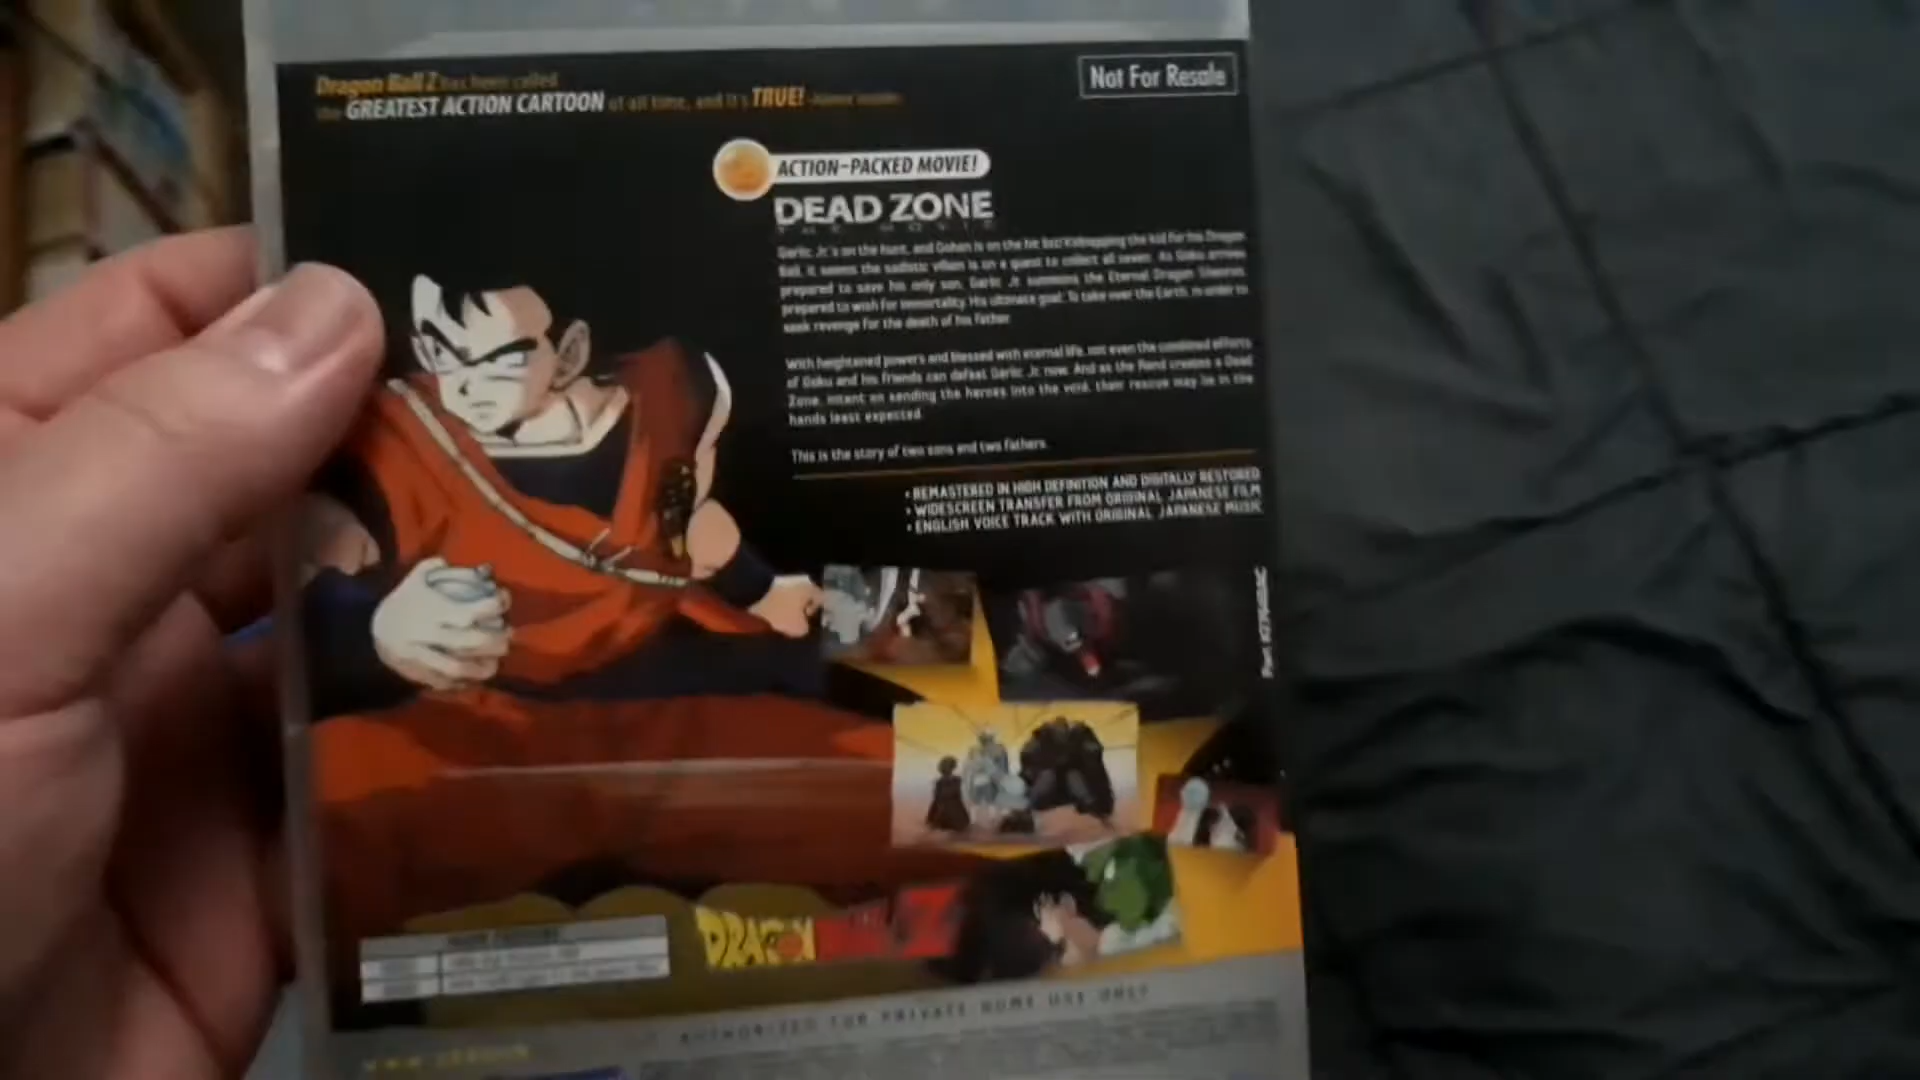 Dragon Ball Z has been called
the GREATEST ACTION CARTOON of all time, and it's TRUE!
Not For Resale
ACTION-PACKED MOVIE!
DEAD ZONE
THE MOVIE
Garlic Jr.'s on the hunt, and Gohan is on the hit list! Kidnapping the kid for his Dragon
Ball, it seems the sadistic villain is on a quest to collect all seven. As Goku arrives
prepared to save his only son, Garlic Jr. summons the Eternal Dragon Shenron,
prepared to wish for immortality. His ultimate goal: To take over the Earth, in order to
seek revenge for the death of his father.
With heightened powers and blessed with eternal life, not even the combined efforts
of Goku and his friends can defeat Garlic Jr. now. And as the fiend creates a Dead
Zone, intent on sending the heroes into the void, their rescue may lie in the
hands least expected.
This is the story of two sons and two fathers.
• REMASTERED IN HIGH DEFINITION AND DIGITALLY RESTORED
• WIDESCREEN TRANSFER FROM ORIGINAL JAPANESE FILM
• ENGLISH VOICE TRACK WITH ORIGINAL JAPANESE MUSIC
DRAGON BALL Z
AUTHORIZED FOR PRIVATE HOME USE ONLY